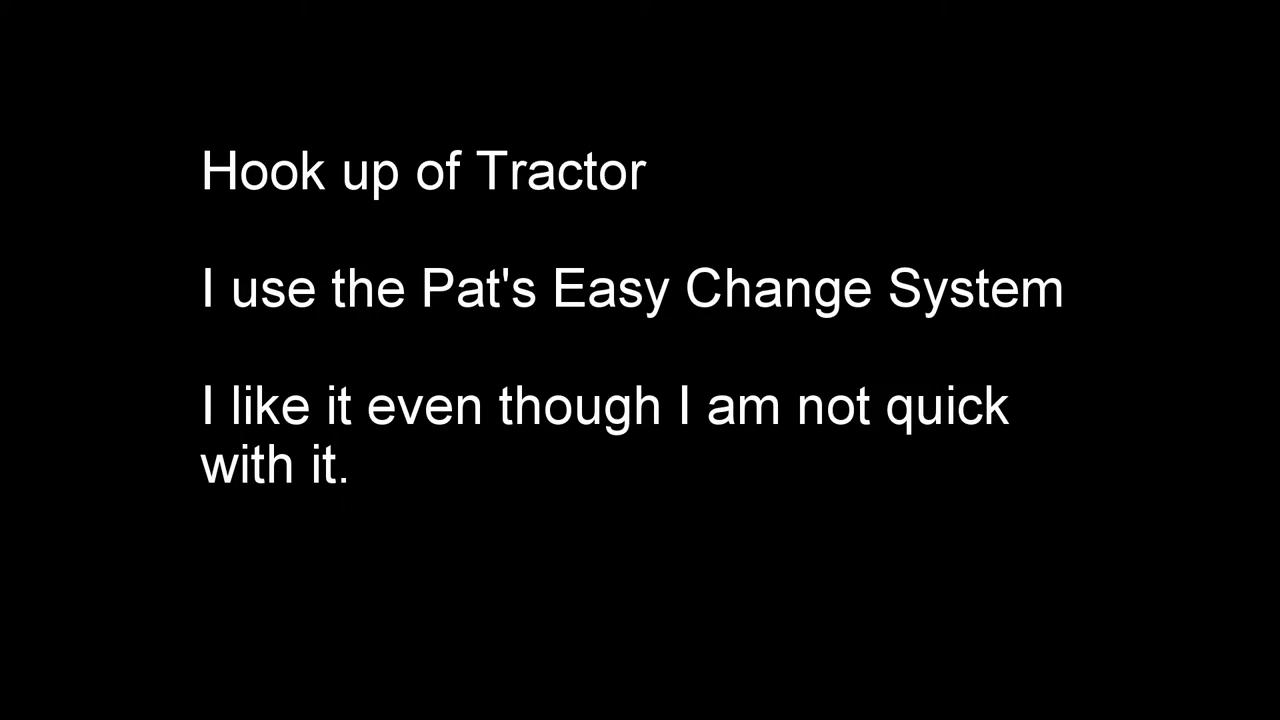 Hook up of Tractor
I use the Pat's Easy Change System
I like it even though I am not quick
with it.